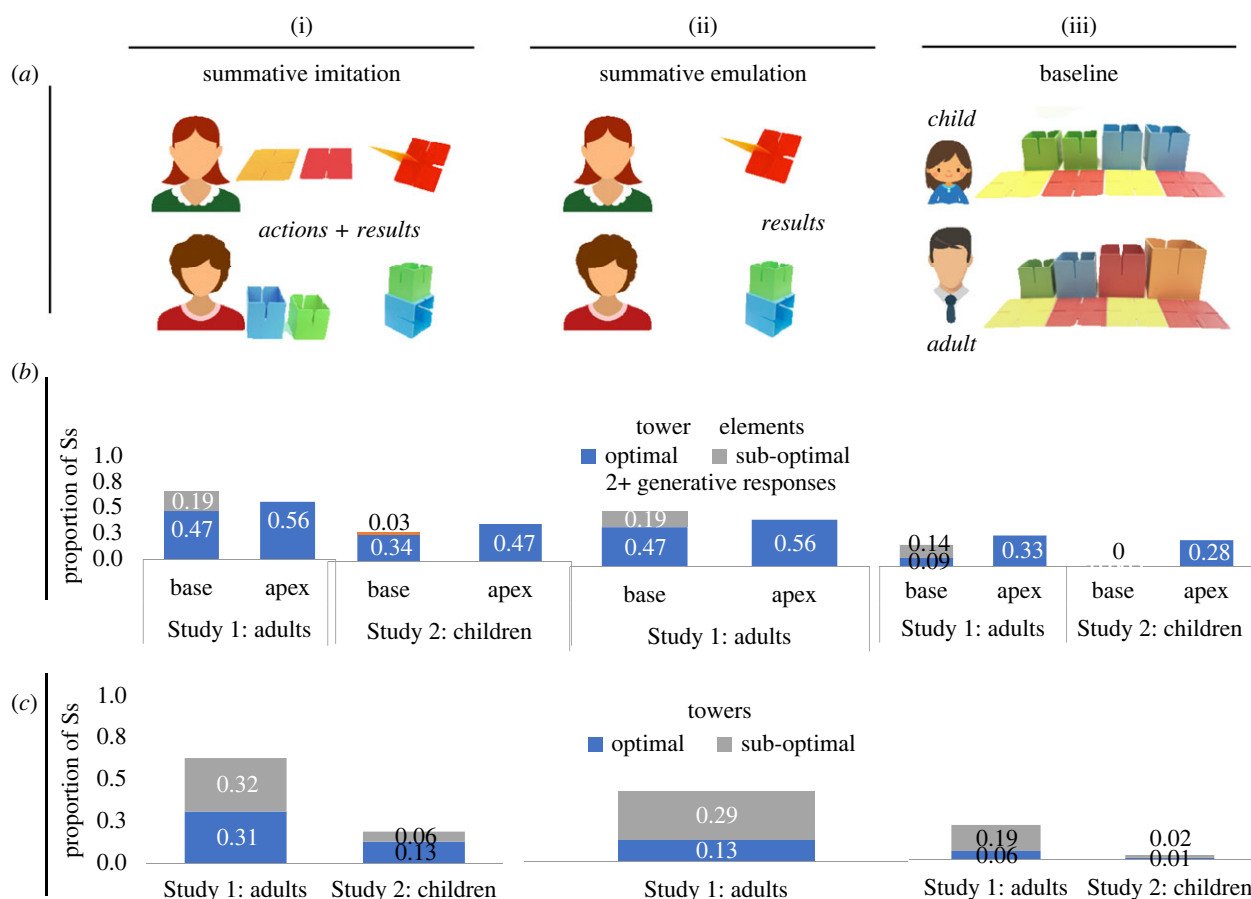 (i) (ii) (iii)
(a) summative imitation summative emulation baseline
child
actions + results results
adult
(b)
proportion of Ss
tower elements
optimal sub-optimal
2+ generative responses
1.0
0.8
0.5
0.3
0.0
0.19 0.47 0.56 0.03 0.34 0.47 0.19 0.47 0.56 0.14 0.09 0.33 0 0.28
base apex base apex base apex base apex base apex
Study 1: adults Study 2: children Study 1: adults Study 1: adults Study 2: children
(c)
proportion of Ss
towers
optimal sub-optimal
1.0
0.8
0.5
0.3
0.0
0.32 0.31 0.06 0.13 0.29 0.13 0.19 0.06 0.02 0.01
Study 1: adults Study 2: children Study 1: adults Study 1: adults Study 2: children